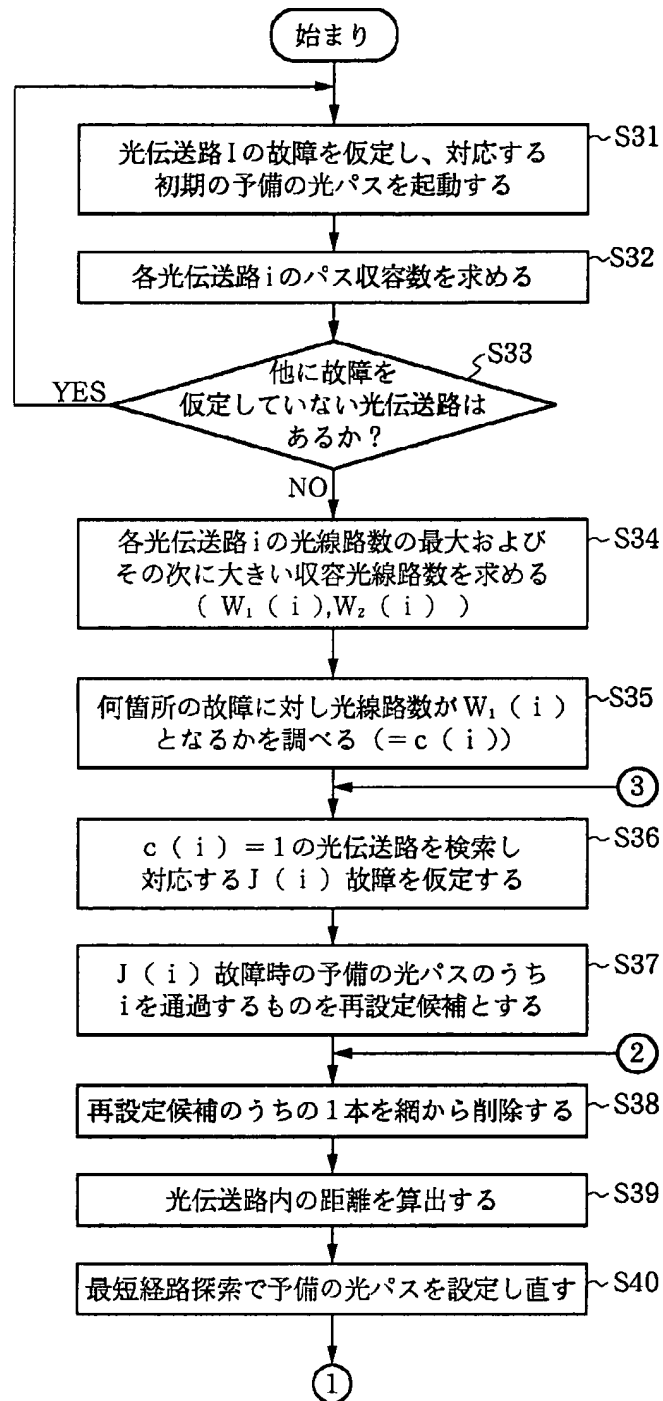 始まり
光伝送路Iの故障を仮定し、対応する
初期の予備の光パスを起動する
S31
各光伝送路iのパス収容数を求める
S32
他に故障を
仮定していない光伝送路は
あるか?
S33
YES
NO
各光伝送路iの光線路数の最大および
その次に大きい収容光線路数を求める
(W₁(i),W₂(i))
S34
何箇所の故障に対し光線路数がW₁(i)
となるかを調べる(=c(i))
S35
③
c(i)=1の光伝送路を検索し
対応するJ(i)故障を仮定する
S36
J(i)故障時の予備の光パスのうち
iを通過するものを再設定候補とする
S37
②
再設定候補のうちの1本を網から削除する
S38
光伝送路内の距離を算出する
S39
最短経路探索で予備の光パスを設定し直す
S40
①